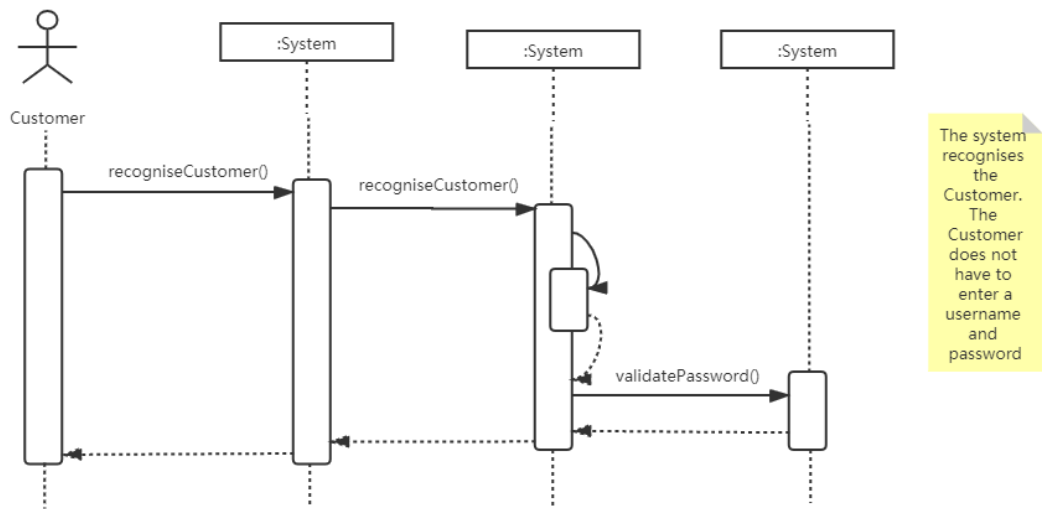 :System
:System
:System
Customer
recogniseCustomer()
recogniseCustomer()
validatePassword()
The system
recognises
the
Customer.
The
Customer
does not
have to
enter a
username
and
password